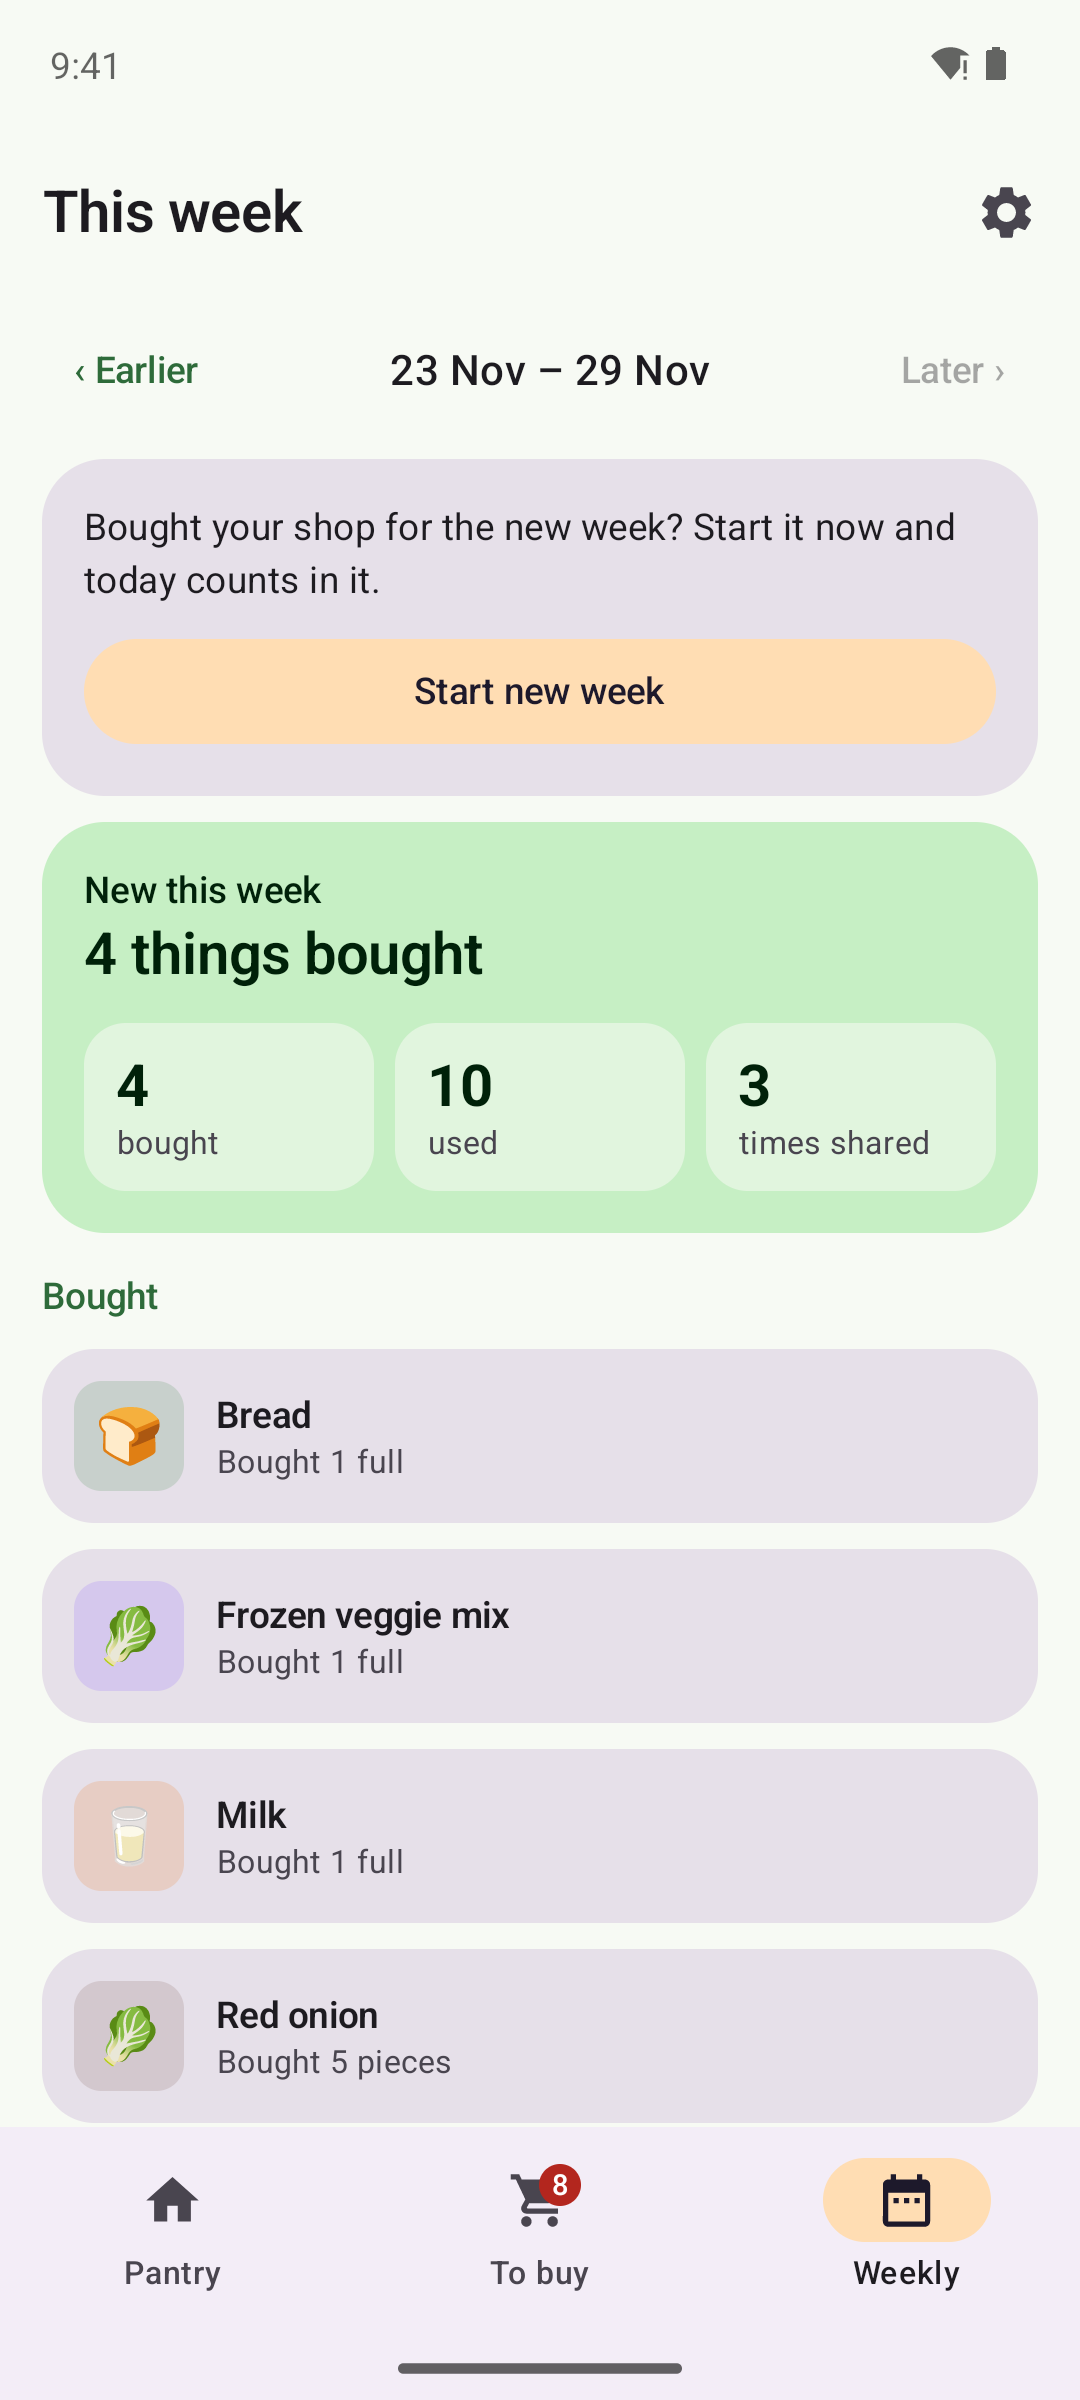 9:41
This week
‹ Earlier
23 Nov – 29 Nov
Later ›
Bought your shop for the new week? Start it now and
today counts in it.
Start new week
New this week
4 things bought
4
bought
10
used
3
times shared
Bought
Bread
Bought 1 full
Frozen veggie mix
Bought 1 full
Milk
Bought 1 full
Red onion
Bought 5 pieces
8
Pantry
To buy
Weekly